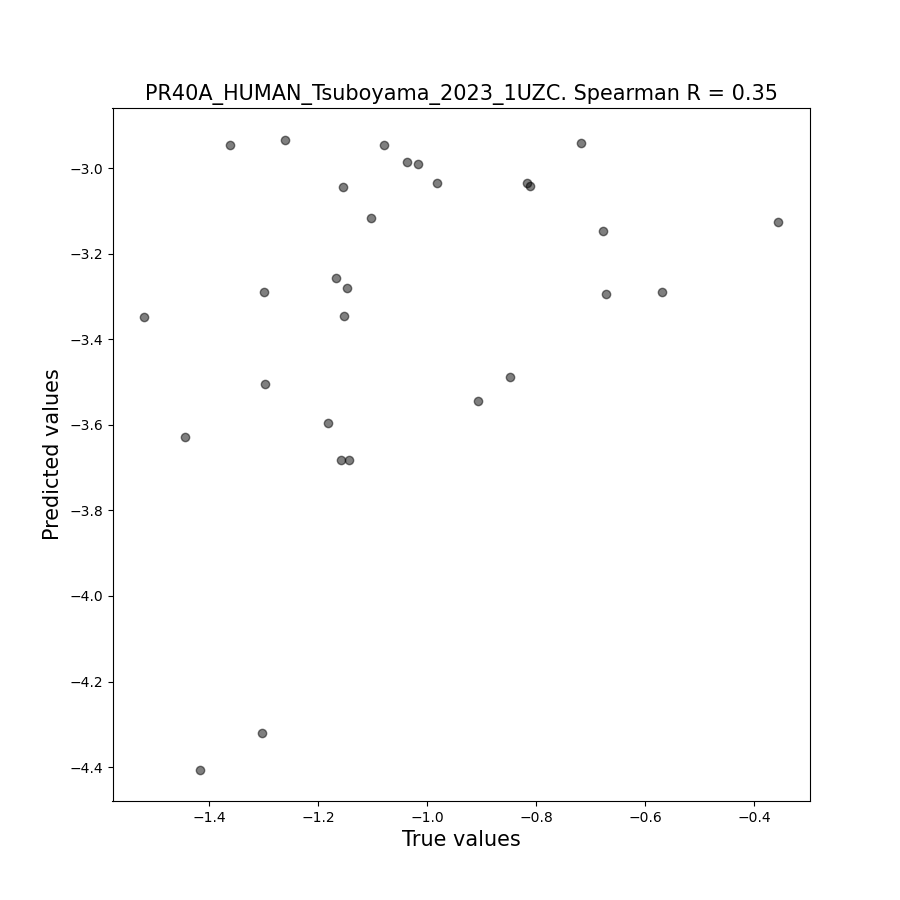 PR40A_HUMAN_Tsuboyama_2023_1UZC. Spearman R = 0.35
Predicted values
−3.0
−3.2
−3.4
−3.6
−3.8
−4.0
−4.2
−4.4
−1.4 −1.2 −1.0 −0.8 −0.6 −0.4
True values